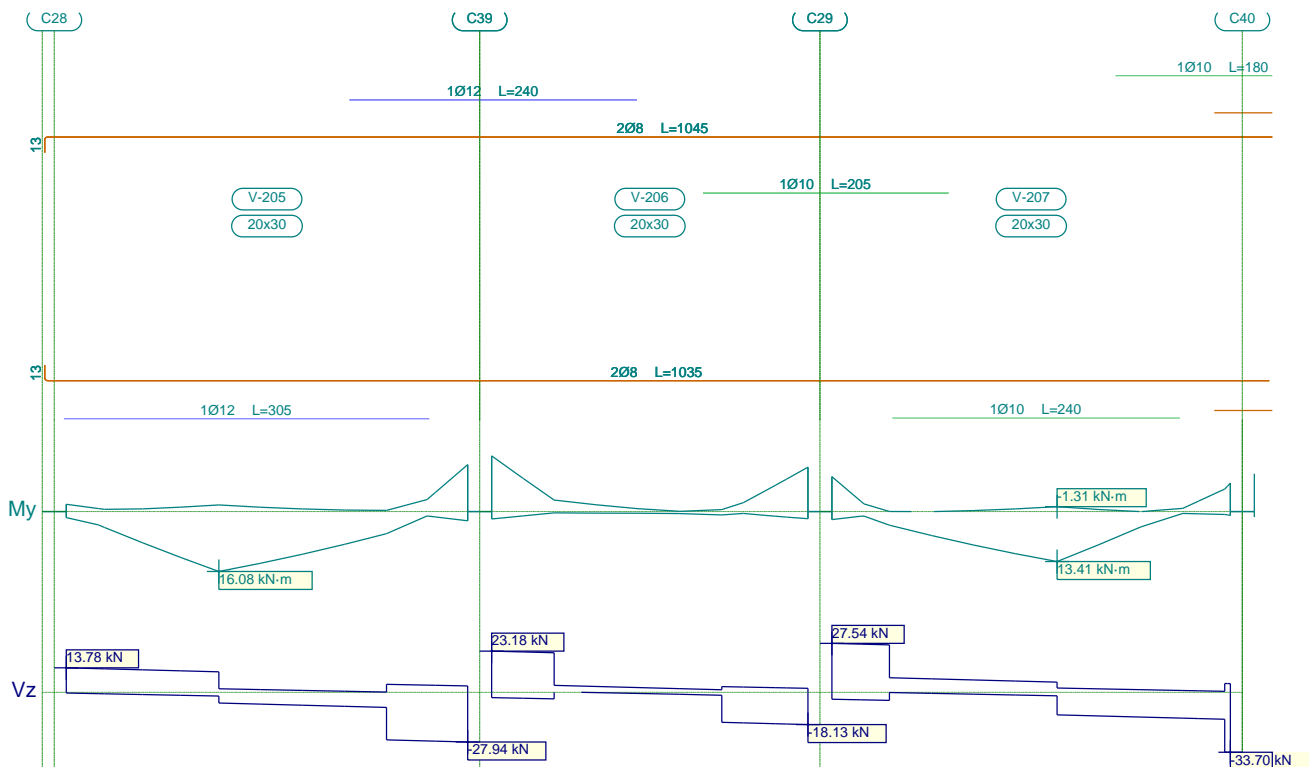 C28 C39 C29 C40
1Ø10 L=180
1Ø12 L=240
2Ø8 L=1045
13
1Ø10 L=205
V-205 V-206 V-207
20x30 20x30 20x30
13
2Ø8 L=1035
1Ø12 L=305 1Ø10 L=240
-1.31 kN·m
My
13.41 kN·m
16.08 kN·m
27.54 kN
23.18 kN
13.78 kN
Vz
-18.13 kN
-27.94 kN
-33.70 kN